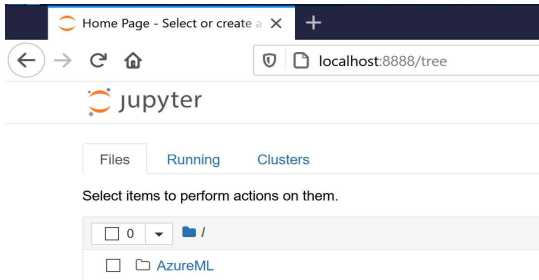 Home Page - Select or create a
localhost:8888/tree
jupyter
Files Running Clusters
Select items to perform actions on them.
0 /
AzureML